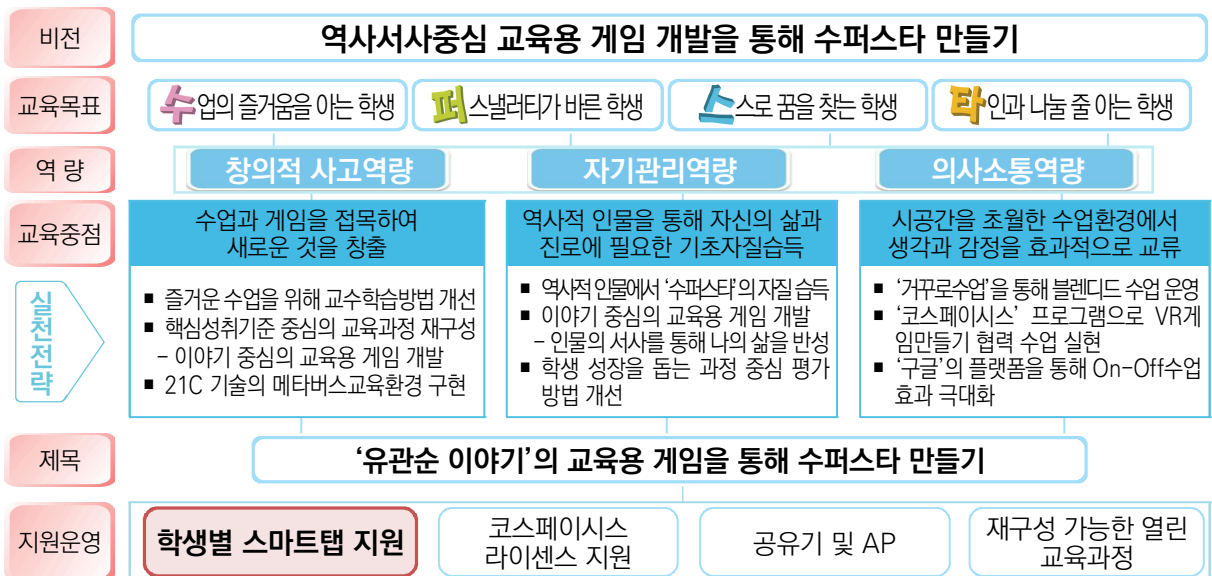 비전
역사서사중심 교육용 게임 개발을 통해 수퍼스타 만들기
교육목표
수업의 즐거움을 아는 학생
퍼스낼러티가 바른 학생
스스로 꿈을 찾는 학생
타인과 나눌 줄 아는 학생
역 량
창의적 사고역량
자기관리역량
의사소통역량
교육중점
수업과 게임을 접목하여
새로운 것을 창출
역사적 인물을 통해 자신의 삶과
진로에 필요한 기초자질습득
시공간을 초월한 수업환경에서
생각과 감정을 효과적으로 교류
실천전략
▪ 즐거운 수업을 위해 교수학습방법 개선
▪ 핵심성취기준 중심의 교육과정 재구성
– 이야기 중심의 교육용 게임 개발
▪ 21C 기술의 메타버스교육환경 구현
▪ 역사적 인물에서 ‘수퍼스타’의 자질 습득
▪ 이야기 중심의 교육용 게임 개발
– 인물의 서사를 통해 나의 삶을 반성
▪ 학생 성장을 돕는 과정 중심 평가
방법 개선
▪ ‘거꾸로수업’을 통해 블렌디드 수업 운영
▪ ‘코스페이시스’ 프로그램으로 VR게
임만들기 협력 수업 실현
▪ ‘구글’의 플랫폼을 통해 On-Off수업
효과 극대화
제목
‘유관순 이야기’의 교육용 게임을 통해 수퍼스타 만들기
지원운영
학생별 스마트탭 지원
코스페이시스
라이센스 지원
공유기 및 AP
재구성 가능한 열린
교육과정